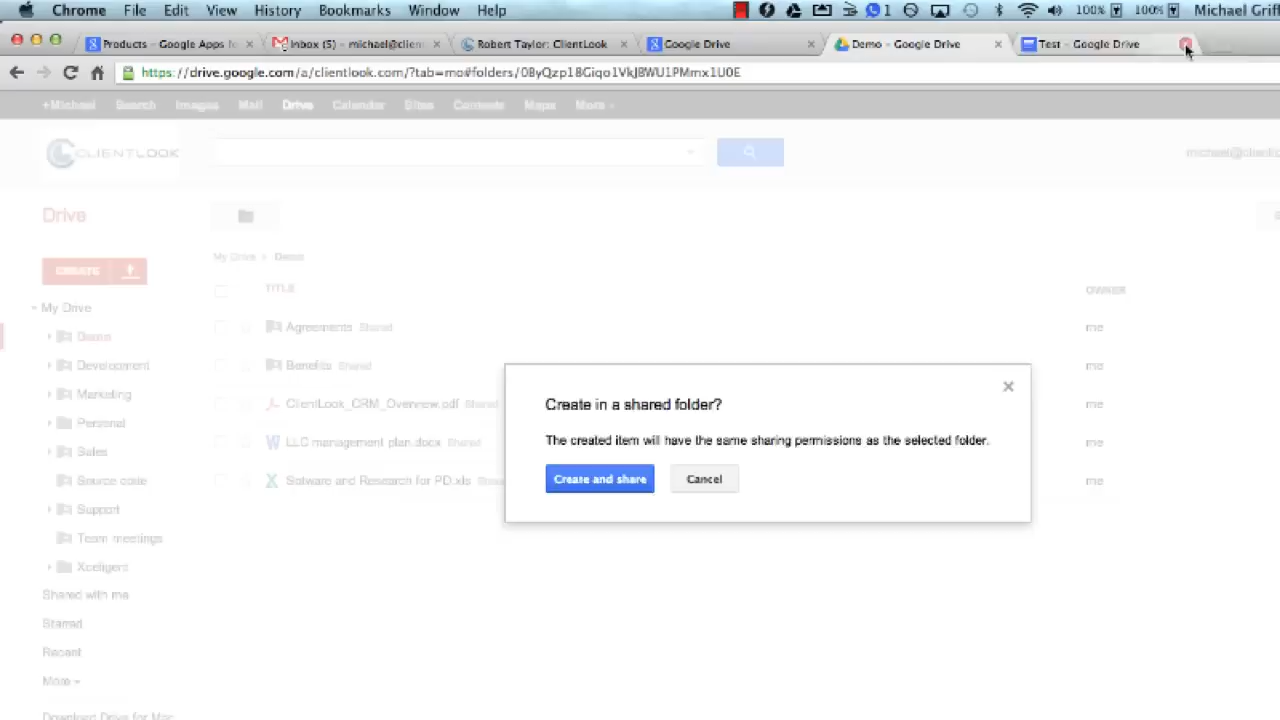 Chrome File Edit View History Bookmarks Window Help 1 100% 100% Michael Griff
Products - Google Apps f Inbox (5) - michael@clien Robert Taylor: ClientLook Google Drive Demo - Google Drive Test - Google Drive
https://drive.google.com/a/clientlook.com/?tab=mo#folders/0ByQzp18Giqo1VkJBWU1PMmx1U0E
+Michael Search Images Mail Drive Calendar Sites Contacts Maps More
CLIENTLOOK
michael@clientlo
Drive
My Drive Demo
CREATE
TITLE OWNER
My Drive
Agreements Shared me
Demo
Benefits Shared me
Development
Marketing
ClientLook_CRM_Overview.pdf Shared me
Create in a shared folder?
Personal
LLC management plan.docx Shared me
The created item will have the same sharing permissions as the selected folder.
Sales
Source code
Software and Research for PD.xls Shared me
Create and share Cancel
Support
Team meetings
Xceligent
Shared with me
Starred
Recent
More
Download Drive for Mac